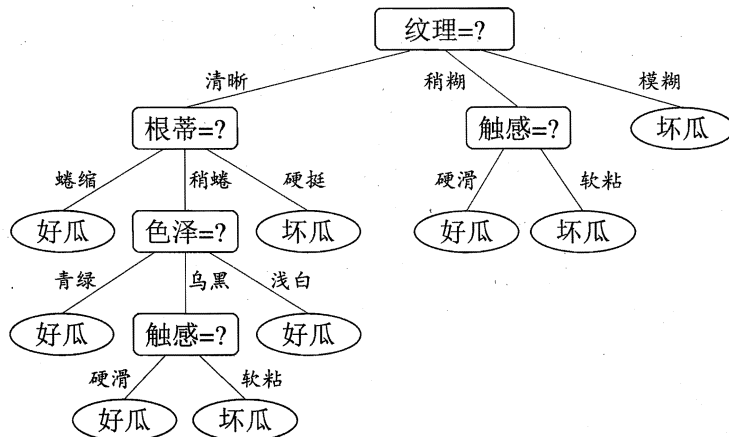 纹理=?
清晰 稍糊 模糊
根蒂=? 触感=? 坏瓜
蜷缩 稍蜷 硬挺 硬滑 软粘
好瓜 色泽=? 坏瓜 好瓜 坏瓜
青绿 乌黑 浅白
好瓜 触感=? 好瓜
硬滑 软粘
好瓜 坏瓜